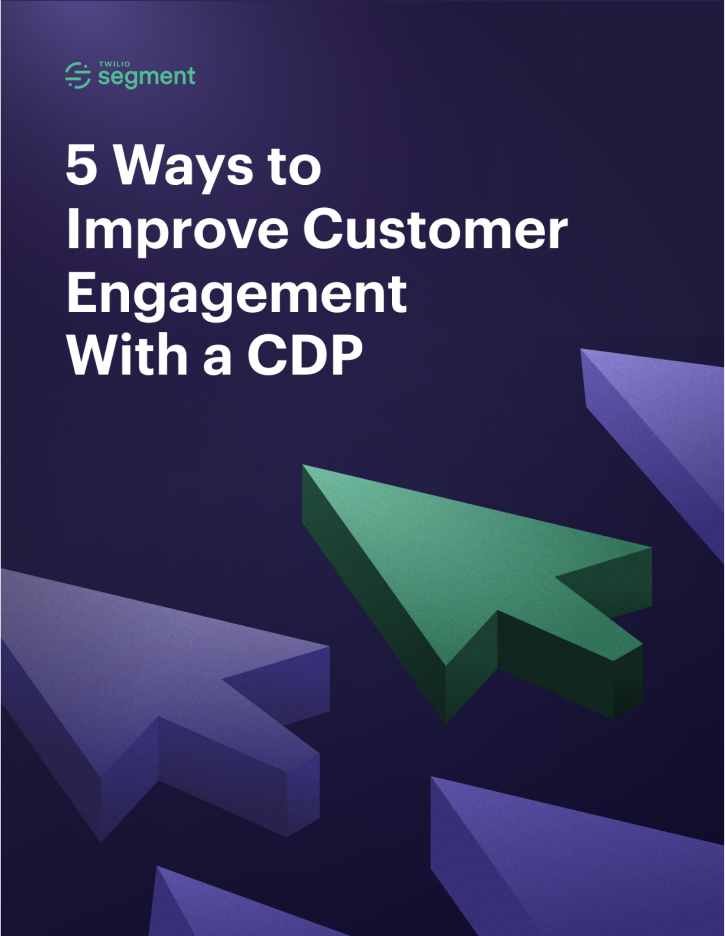 TWILIO
segment
5 Ways to
Improve Customer
Engagement
With a CDP